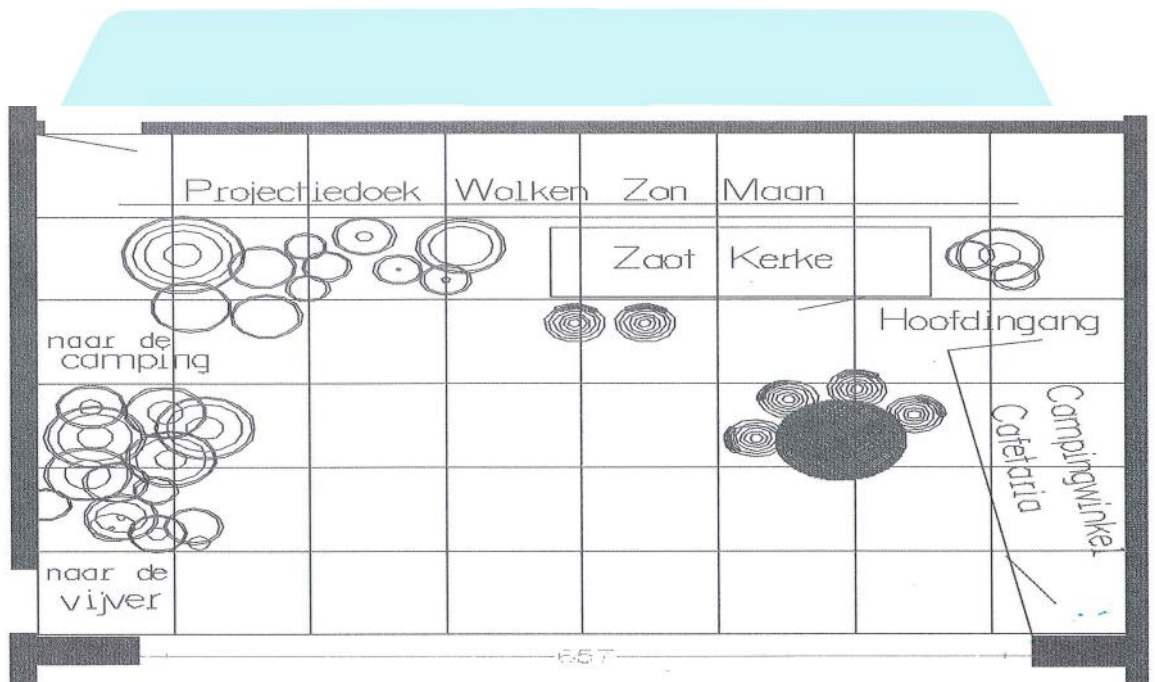 Projectiedoek Wolken Zon Maan
Zaot Kerke
Hoofdingang
naar de
camping
Campingwinkel
Cafetaria
naar de
vijver
657